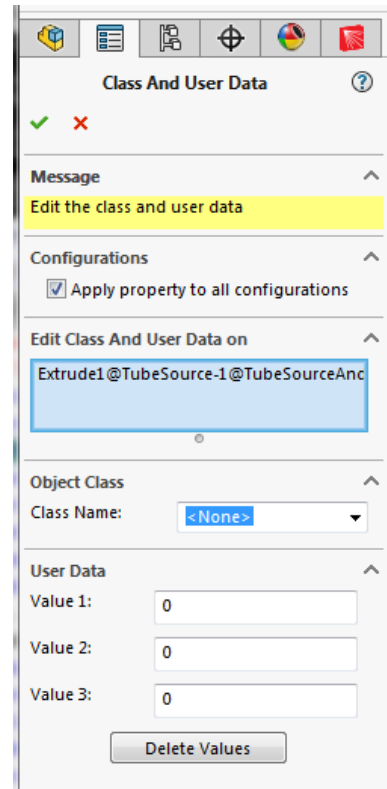 Class And User Data
Message
Edit the class and user data
Configurations
Apply property to all configurations
Edit Class And User Data on
Extrude1@TubeSource-1@TubeSourceAnd
Object Class
Class Name: <None>
User Data
Value 1: 0
Value 2: 0
Value 3: 0
Delete Values